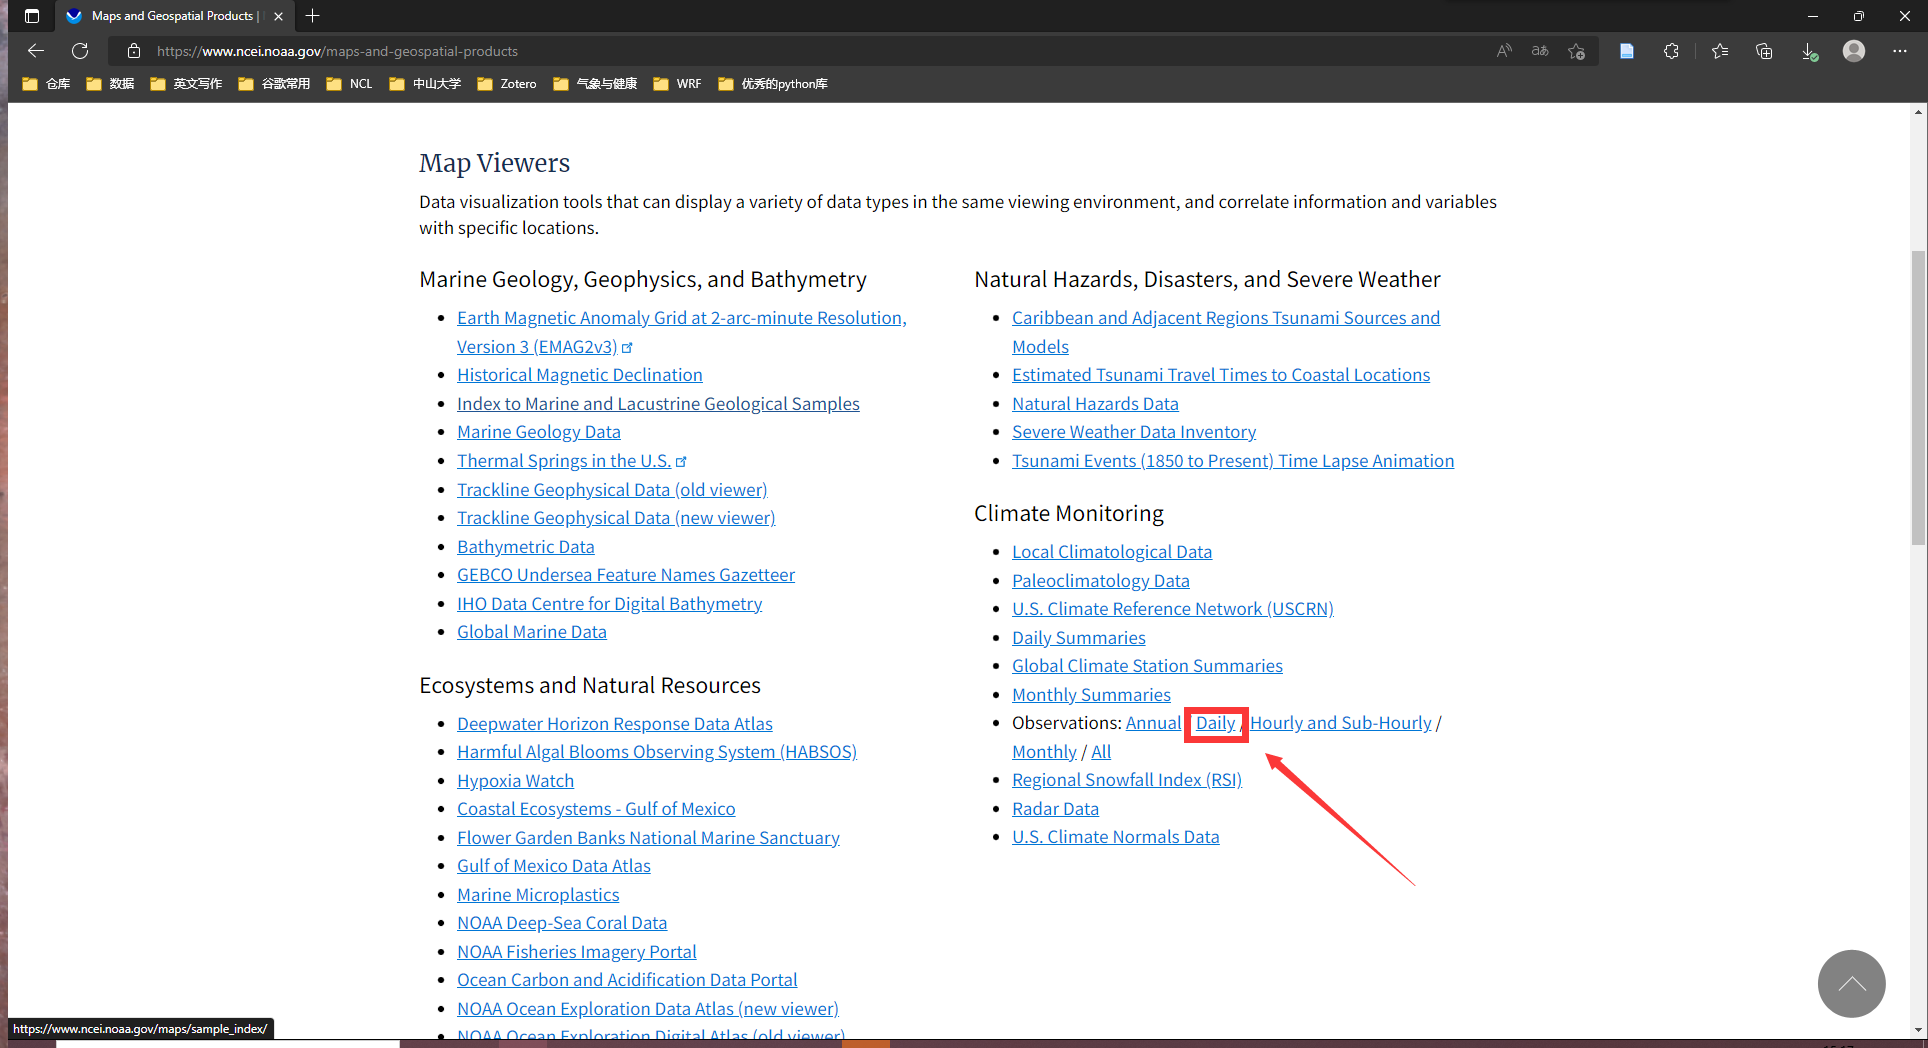 Maps and Geospatial Products |
https://www.ncei.noaa.gov/maps-and-geospatial-products
仓库 数据 英文写作 谷歌常用 NCL 中山大学 Zotero 气象与健康 WRF 优秀的python库
Map Viewers
Data visualization tools that can display a variety of data types in the same viewing environment, and correlate information and variables
with specific locations.
Marine Geology, Geophysics, and Bathymetry
Earth Magnetic Anomaly Grid at 2-arc-minute Resolution,
Version 3 (EMAG2v3)
Historical Magnetic Declination
Index to Marine and Lacustrine Geological Samples
Marine Geology Data
Thermal Springs in the U.S.
Trackline Geophysical Data (old viewer)
Trackline Geophysical Data (new viewer)
Bathymetric Data
GEBCO Undersea Feature Names Gazetteer
IHO Data Centre for Digital Bathymetry
Global Marine Data
Ecosystems and Natural Resources
Deepwater Horizon Response Data Atlas
Harmful Algal Blooms Observing System (HABSOS)
Hypoxia Watch
Coastal Ecosystems - Gulf of Mexico
Flower Garden Banks National Marine Sanctuary
Gulf of Mexico Data Atlas
Marine Microplastics
NOAA Deep-Sea Coral Data
NOAA Fisheries Imagery Portal
Ocean Carbon and Acidification Data Portal
NOAA Ocean Exploration Data Atlas (new viewer)
NOAA Ocean Exploration Digital Atlas (old viewer)
Natural Hazards, Disasters, and Severe Weather
Caribbean and Adjacent Regions Tsunami Sources and
Models
Estimated Tsunami Travel Times to Coastal Locations
Natural Hazards Data
Severe Weather Data Inventory
Tsunami Events (1850 to Present) Time Lapse Animation
Climate Monitoring
Local Climatological Data
Paleoclimatology Data
U.S. Climate Reference Network (USCRN)
Daily Summaries
Global Climate Station Summaries
Monthly Summaries
Observations: Annual / Daily / Hourly and Sub-Hourly /
Monthly / All
Regional Snowfall Index (RSI)
Radar Data
U.S. Climate Normals Data
https://www.ncei.noaa.gov/maps/sample_index/